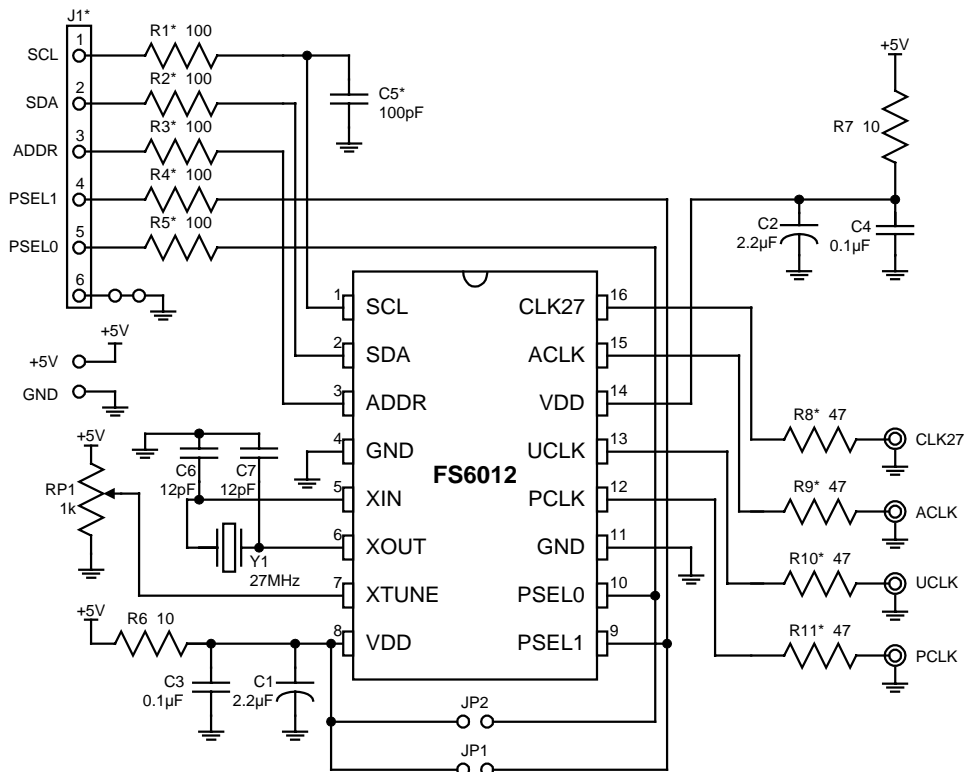 J1*
SCL
1
R1* 100
SDA
2
R2* 100
C5*
100pF
ADDR
3
R3* 100
PSEL1
4
R4* 100
PSEL0
5
R5* 100
6
+5V
R7 10
C2
2.2µF
C4
0.1µF
+5V
+5V
GND
1 SCL
2 SDA
3 ADDR
4 GND
5 XIN
6 XOUT
7 XTUNE
8 VDD
FS6012
CLK27 16
ACLK 15
VDD 14
UCLK 13
PCLK 12
GND 11
PSEL0 10
PSEL1 9
+5V
RP1
1k
C6
12pF
C7
12pF
Y1
27MHz
R8* 47
CLK27
R9* 47
ACLK
R10* 47
UCLK
R11* 47
PCLK
+5V
R6 10
C3
0.1µF
C1
2.2µF
JP2
JP1